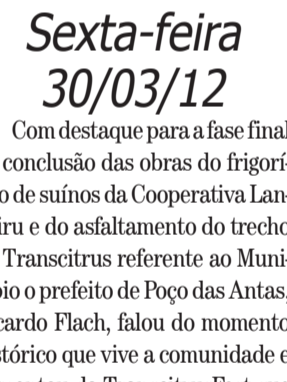 Sexta-feira
30/03/12
Com destaque para a fase final
conclusão das obras do frigorí-
o de suínos da Cooperativa Lan-
iru e do asfaltamento do trecho
Transcitrus referente ao Muni-
pio o prefeito de Poço das Antas,
cardo Flach, falou do momento
stórico que vive a comunidade e